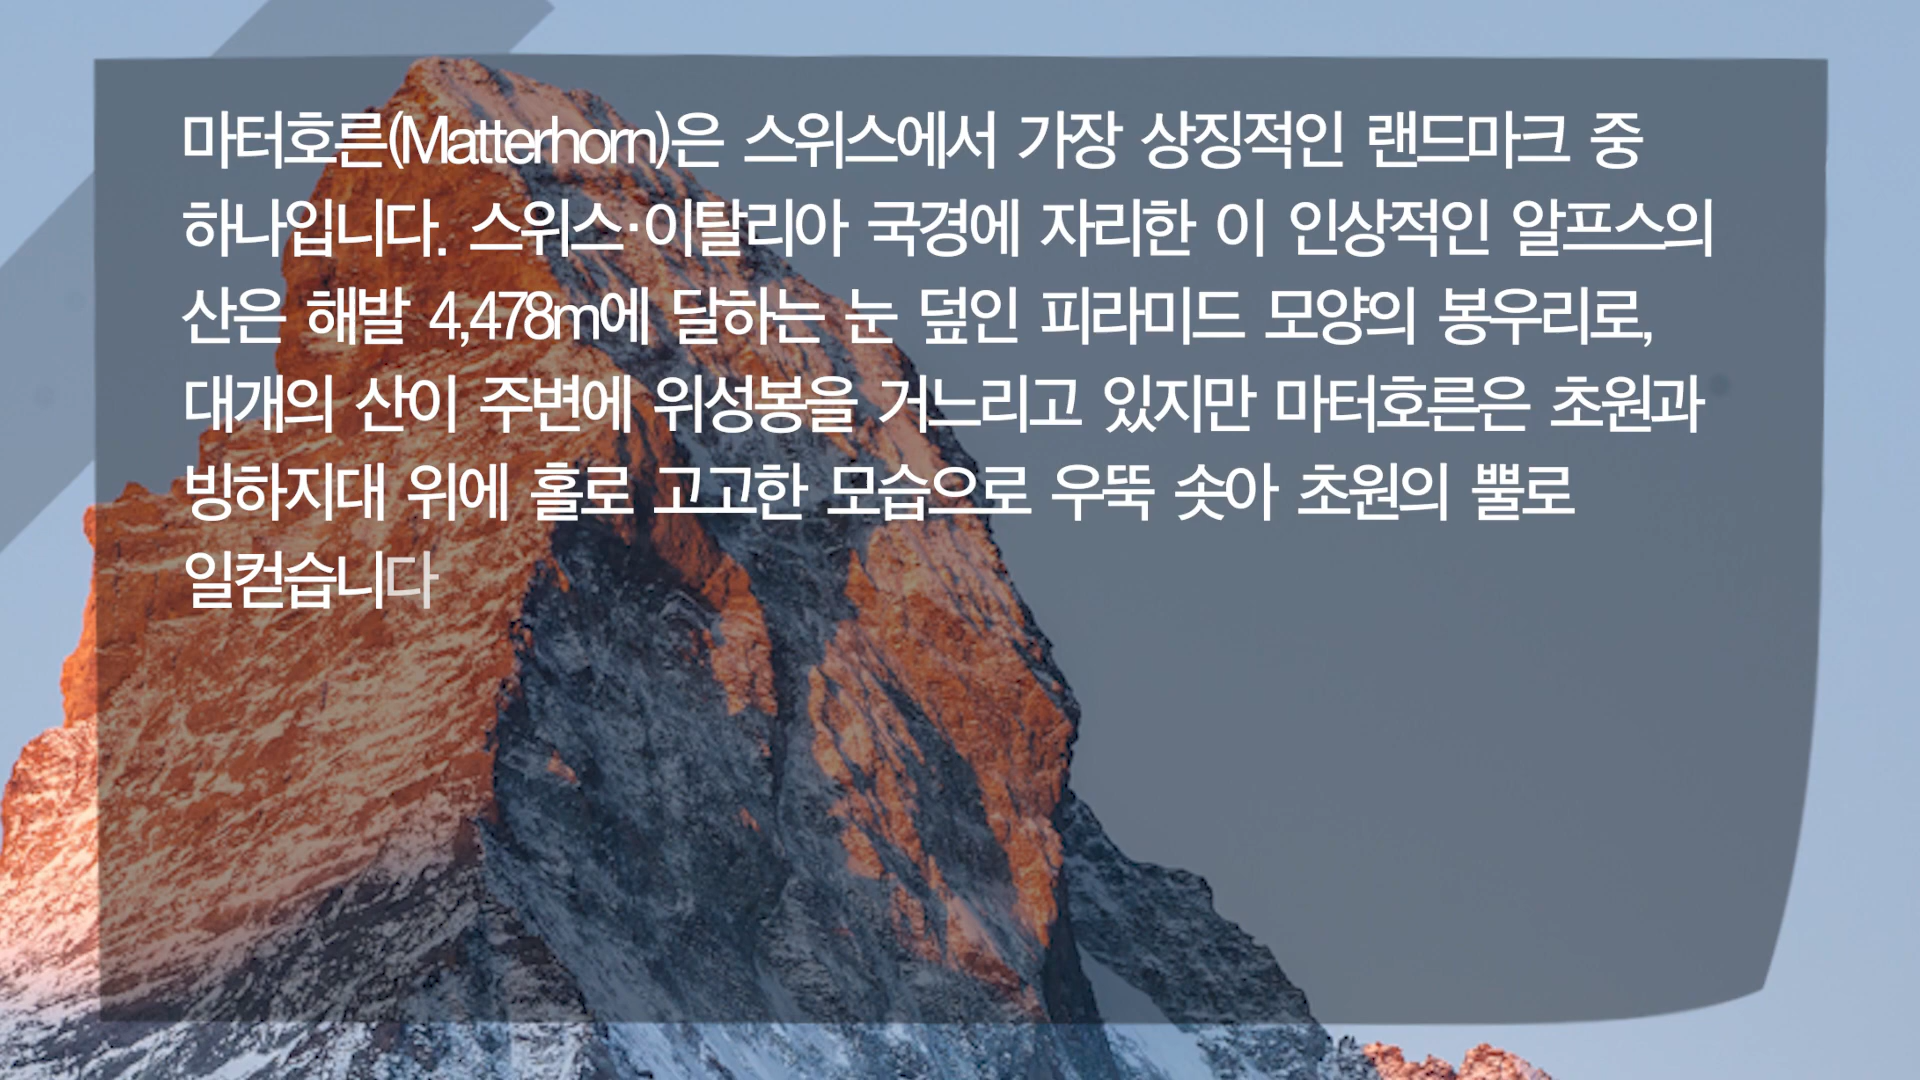 마터호른(Matterhorn)은 스위스에서 가장 상징적인 랜드마크 중
하나입니다. 스위스·이탈리아 국경에 자리한 이 인상적인 알프스의
산은 해발 4,478m에 달하는 눈 덮인 피라미드 모양의 봉우리로,
대개의 산이 주변에 위성봉을 거느리고 있지만 마터호른은 초원과
빙하지대 위에 홀로 고고한 모습으로 우뚝 솟아 초원의 뿔로
일컫습니다